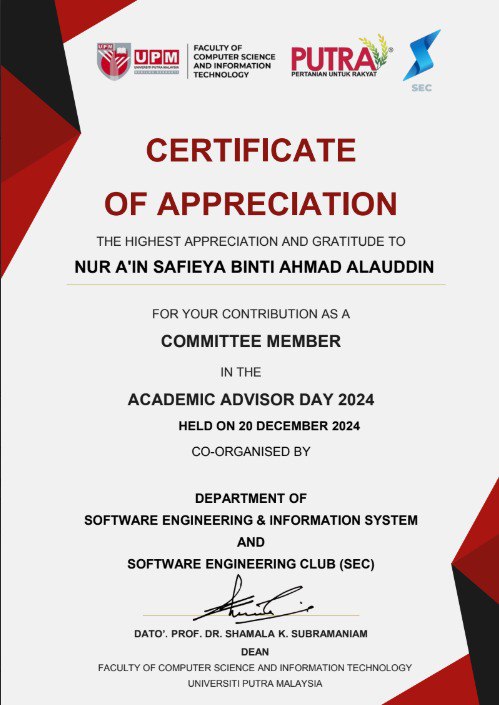 UPM
UNIVERSITI PUTRA MALAYSIA
FACULTY OF
COMPUTER SCIENCE
AND INFORMATION
TECHNOLOGY
PUTRA®
PERTANIAN UNTUK RAKYAT
SEC
CERTIFICATE
OF APPRECIATION
THE HIGHEST APPRECIATION AND GRATITUDE TO
NUR A'IN SAFIEYA BINTI AHMAD ALAUDDIN
FOR YOUR CONTRIBUTION AS A
COMMITTEE MEMBER
IN THE
ACADEMIC ADVISOR DAY 2024
HELD ON 20 DECEMBER 2024
CO-ORGANISED BY
DEPARTMENT OF
SOFTWARE ENGINEERING & INFORMATION SYSTEM
AND
SOFTWARE ENGINEERING CLUB (SEC)
DATO'. PROF. DR. SHAMALA K. SUBRAMANIAM
DEAN
FACULTY OF COMPUTER SCIENCE AND INFORMATION TECHNOLOGY
UNIVERSITI PUTRA MALAYSIA